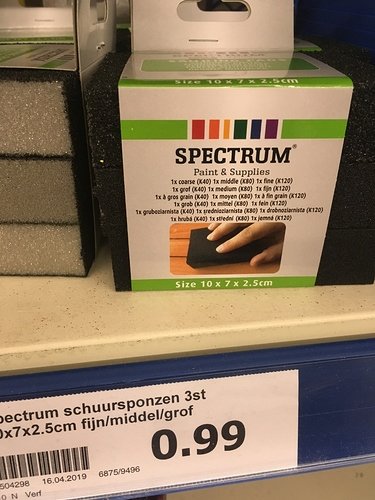 Size 10 x 7 x 2.5cm
SPECTRUM®
Paint & Supplies
1x coarse (K40) 1x middle (K80) 1x fine (K120)
1x grof (K40) 1x medium (K80) 1x fijn (K120)
1x à gros grain (K40) 1x moyen (K80) 1x à fin grain (K120)
1x grob (K40) 1x mittel (K80) 1x fein (K120)
1x gruboziarnista (K40) 1x średnioziarnista (K80) 1x drobnoziarnista (K120)
1x hrubá (K40) 1x střední (K80) 1x jemná (K120)
Size 10 x 7 x 2.5cm
pectrum schuursponzen 3st
0x7x2.5cm fijn/middel/grof
0.99
504298 16.04.2019 6875/9496
0 N Verf